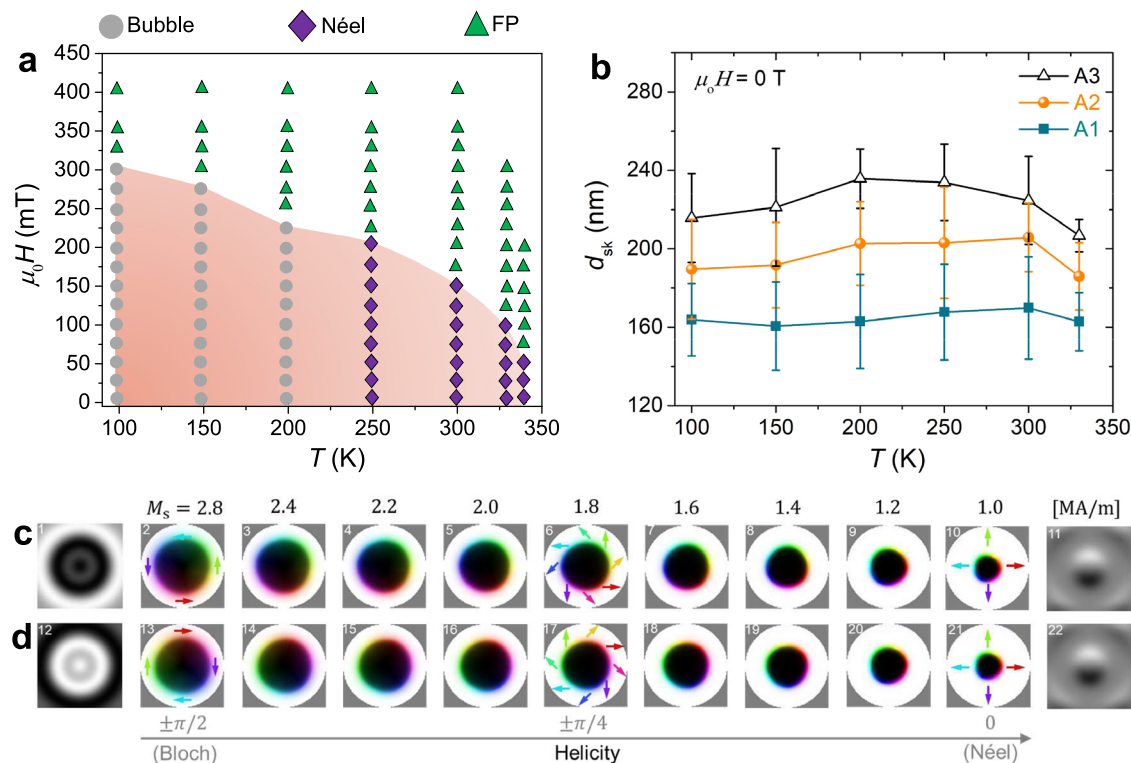 Bubble Néel FP
a
450
400
350
300
250
200
150
100
50
0
μ₀H (mT)
100 150 200 250 300 350
T (K)
b
μ₀H = 0 T
A3
A2
A1
280
240
200
160
120
d_sk (nm)
100 150 200 250 300 350
T (K)
M_s = 2.8 2.4 2.2 2.0 1.8 1.6 1.4 1.2 1.0 [MA/m]
c
1 2 3 4 5 6 7 8 9 10 11
d
12 13 14 15 16 17 18 19 20 21 22
±π/2 ±π/4 0
(Bloch) Helicity (Néel)